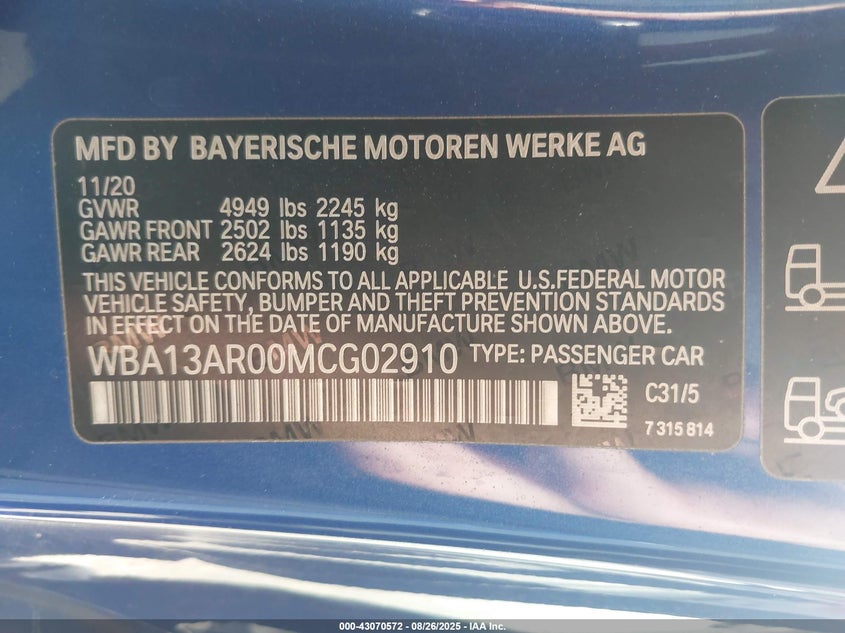 MFD BY BAYERISCHE MOTOREN WERKE AG
11/20
GVWR 4949 lbs 2245 kg
GAWR FRONT 2502 lbs 1135 kg
GAWR REAR 2624 lbs 1190 kg
THIS VEHICLE CONFORMS TO ALL APPLICABLE U.S.FEDERAL MOTOR
VEHICLE SAFETY, BUMPER AND THEFT PREVENTION STANDARDS
IN EFFECT ON THE DATE OF MANUFACTURE SHOWN ABOVE.
WBA13AR00MCG02910 TYPE: PASSENGER CAR
C31/5
7 315 814
000-43070572 - 08/26/2025 - IAA Inc.